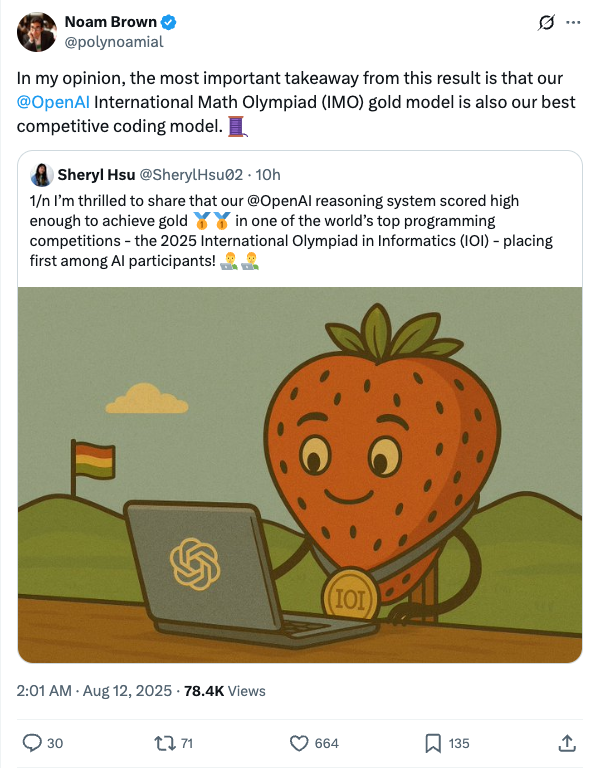 Noam Brown
@polynoamial
In my opinion, the most important takeaway from this result is that our
@OpenAI International Math Olympiad (IMO) gold model is also our best
competitive coding model. 🧵
Sheryl Hsu @SherylHsu02 · 10h
1/n I’m thrilled to share that our @OpenAI reasoning system scored high
enough to achieve gold 🥇🥇 in one of the world’s top programming
competitions - the 2025 International Olympiad in Informatics (IOI) - placing
first among AI participants! 👨‍💻👨‍💻
IOI
2:01 AM · Aug 12, 2025 · 78.4K Views
30 71 664 135